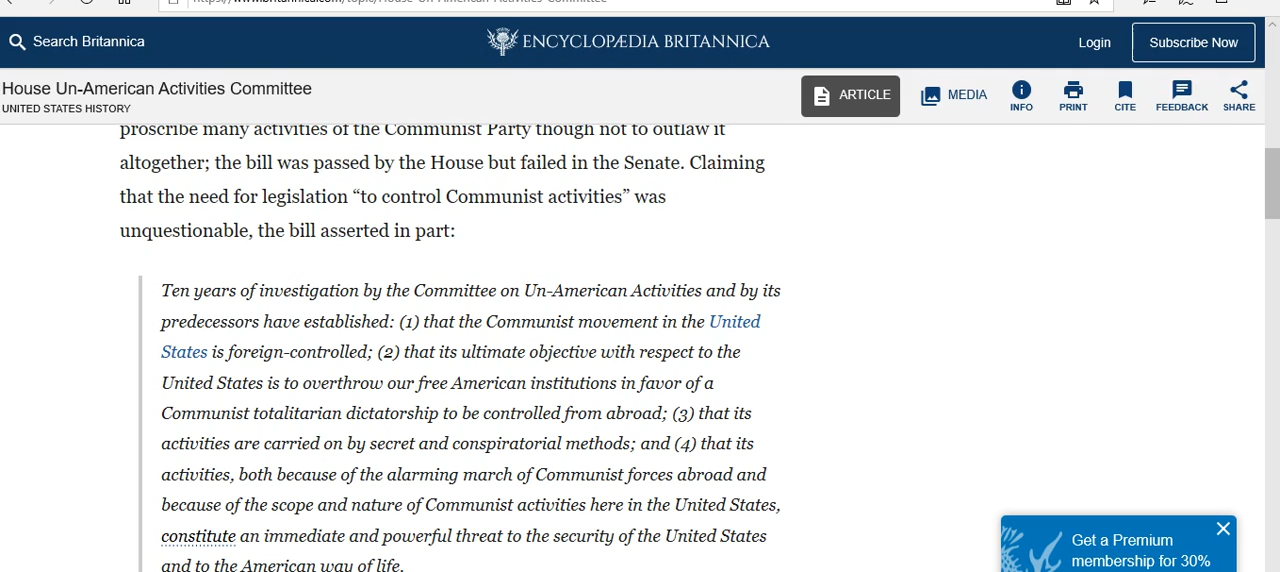 Search Britannica
ENCYCLOPÆDIA BRITANNICA
Login
Subscribe Now
House Un-American Activities Committee
UNITED STATES HISTORY
ARTICLE
MEDIA
INFO
PRINT
CITE
FEEDBACK
SHARE
proscribe many activities of the Communist Party though not to outlaw it
altogether; the bill was passed by the House but failed in the Senate. Claiming
that the need for legislation “to control Communist activities” was
unquestionable, the bill asserted in part:
Ten years of investigation by the Committee on Un-American Activities and by its
predecessors have established: (1) that the Communist movement in the United
States is foreign-controlled; (2) that its ultimate objective with respect to the
United States is to overthrow our free American institutions in favor of a
Communist totalitarian dictatorship to be controlled from abroad; (3) that its
activities are carried on by secret and conspiratorial methods; and (4) that its
activities, both because of the alarming march of Communist forces abroad and
because of the scope and nature of Communist activities here in the United States,
constitute an immediate and powerful threat to the security of the United States
and to the American way of life.
Get a Premium
membership for 30%